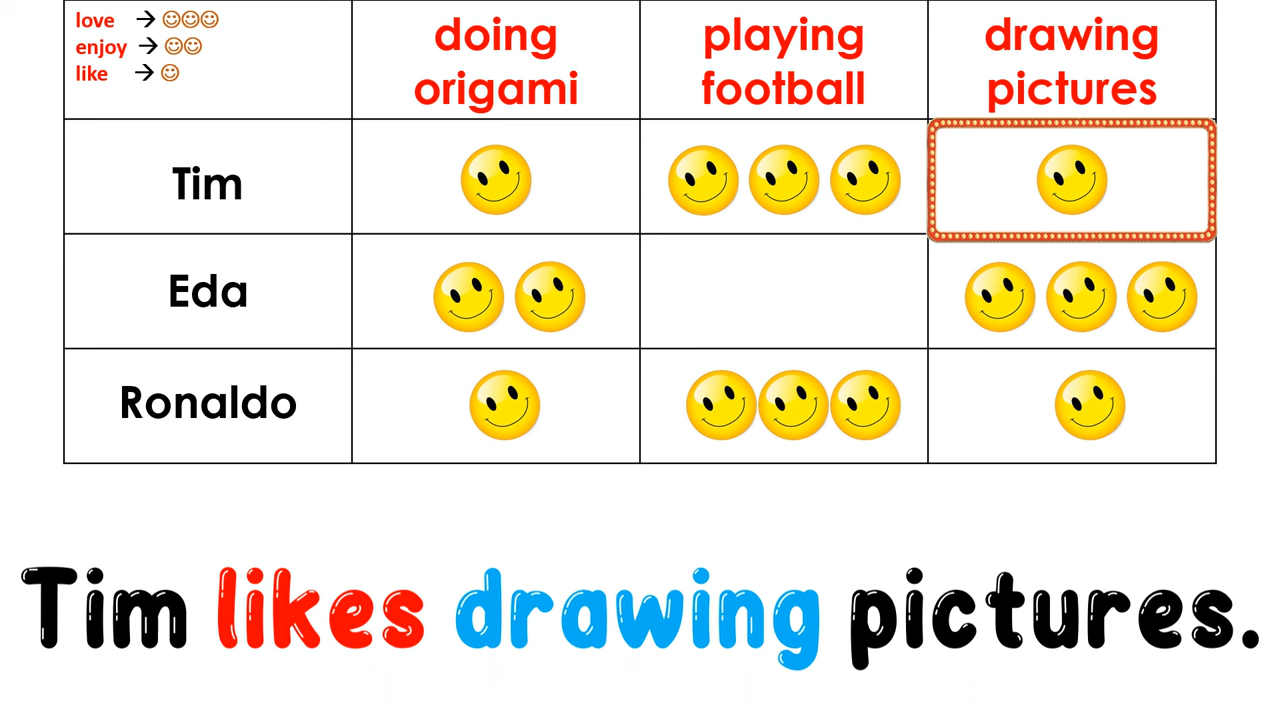 love → ☺☺☺
enjoy → ☺☺
like → ☺
doing
origami
playing
football
drawing
pictures
Tim
Eda
Ronaldo
Tim likes drawing pictures.